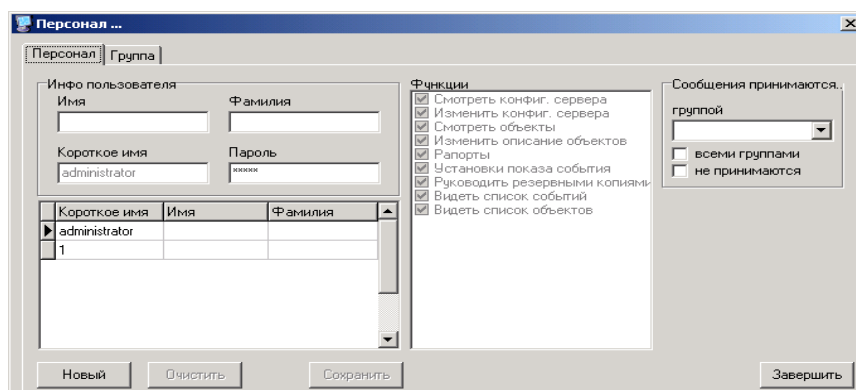 Персонал ...
Персонал
Группа
Инфо пользователя
Имя
Фамилия
Короткое имя
Пароль
administrator
*****
Короткое имя
Имя
Фамилия
administrator
1
Функции
Смотреть конфиг. сервера
Изменить конфиг. сервера
Смотреть объекты
Изменить описание объектов
Рапорты
Установки показа события
Руководить резервными копиями
Видеть список событий
Видеть список объектов
Сообщения принимаются..
группой
всеми группами
не принимаются
Новый
Очистить
Сохранить
Завершить